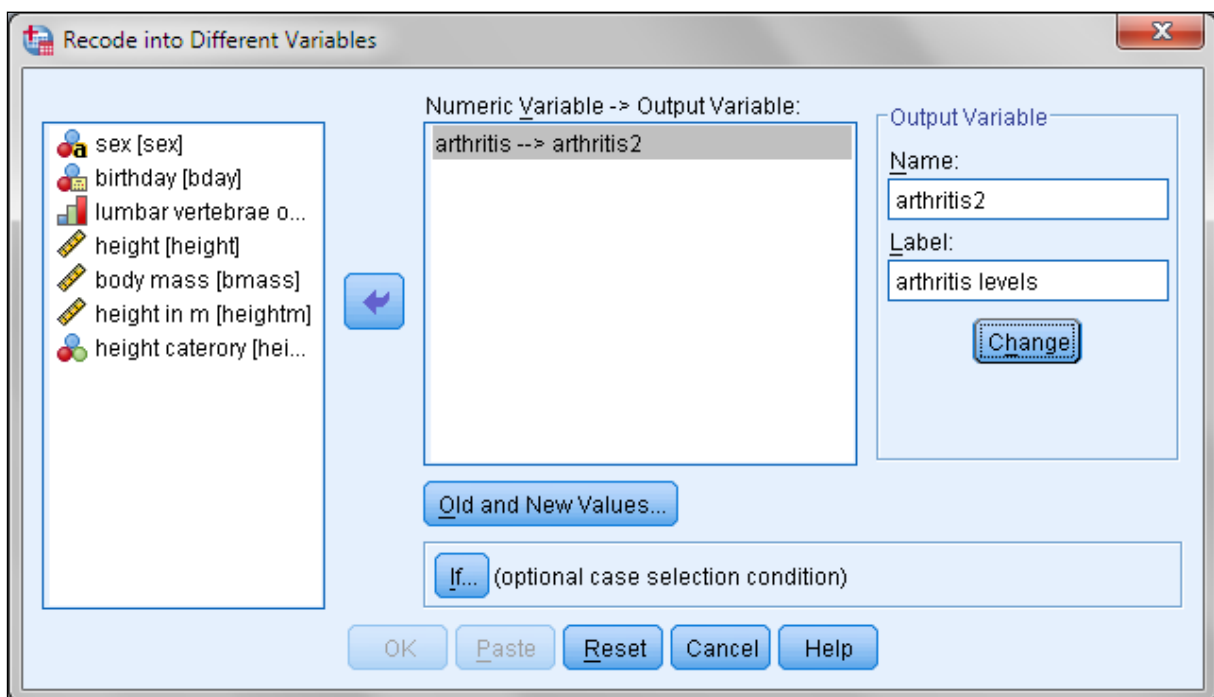 Recode into Different Variables
sex [sex]
birthday [bday]
lumbar vertebrae o...
height [height]
body mass [bmass]
height in m [heightm]
height caterory [hei...
Numeric Variable -> Output Variable:
arthritis --> arthritis2
Output Variable
Name:
arthritis2
Label:
arthritis levels
Change
Old and New Values...
If... (optional case selection condition)
OK Paste Reset Cancel Help